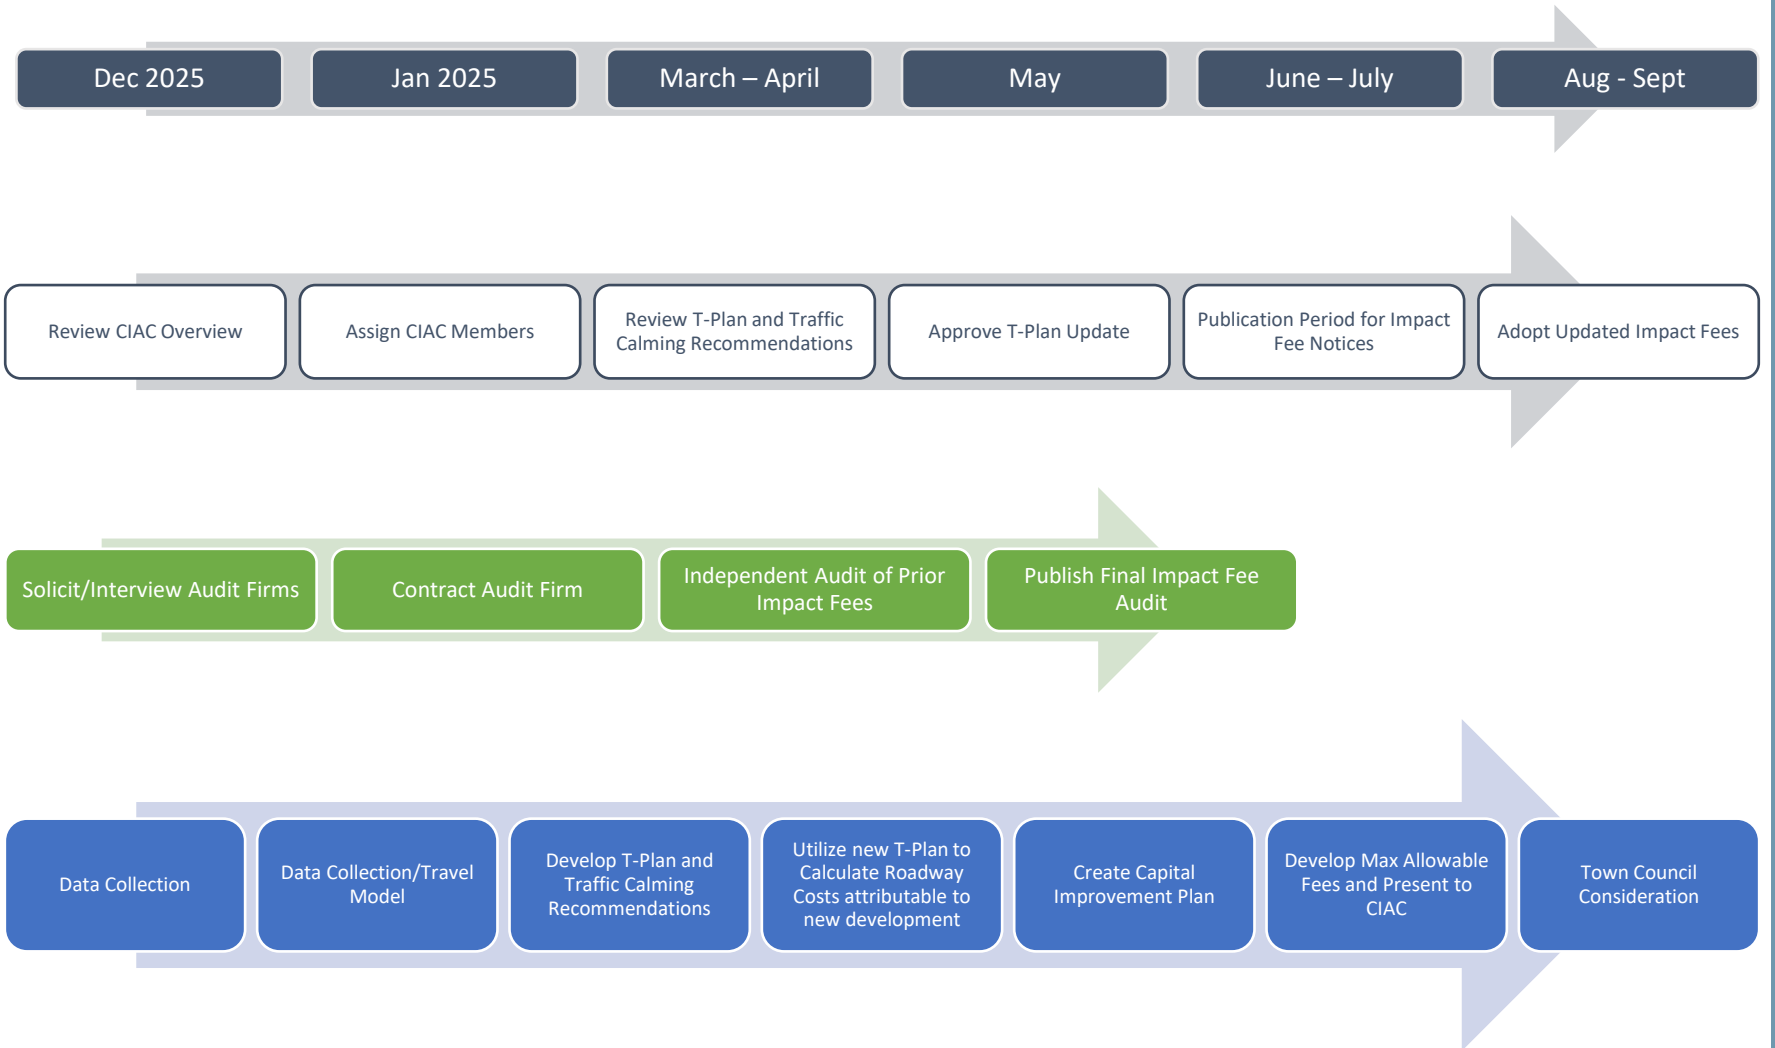 Dec 2025
Jan 2025
March – April
May
June – July
Aug - Sept
Review CIAC Overview
Assign CIAC Members
Review T-Plan and Traffic
Calming Recommendations
Approve T-Plan Update
Publication Period for Impact
Fee Notices
Adopt Updated Impact Fees
Solicit/Interview Audit Firms
Contract Audit Firm
Independent Audit of Prior
Impact Fees
Publish Final Impact Fee
Audit
Data Collection
Data Collection/Travel
Model
Develop T-Plan and
Traffic Calming
Recommendations
Utilize new T-Plan to
Calculate Roadway
Costs attributable to
new development
Create Capital
Improvement Plan
Develop Max Allowable
Fees and Present to
CIAC
Town Council
Consideration